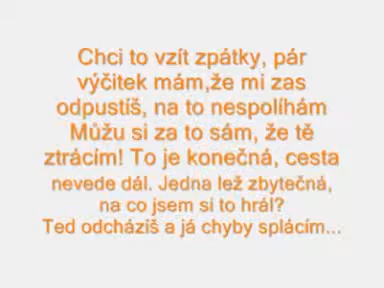 Chci to vzít zpátky, pár
výčitek mám,že mi zas
odpustíš, na to nespolíhám
Můžu si za to sám, že tě
ztrácím! To je konečná, cesta
nevede dál. Jedna lež zbytečná,
na co jsem si to hrál?
Ted odcházíš a já chyby splácím...